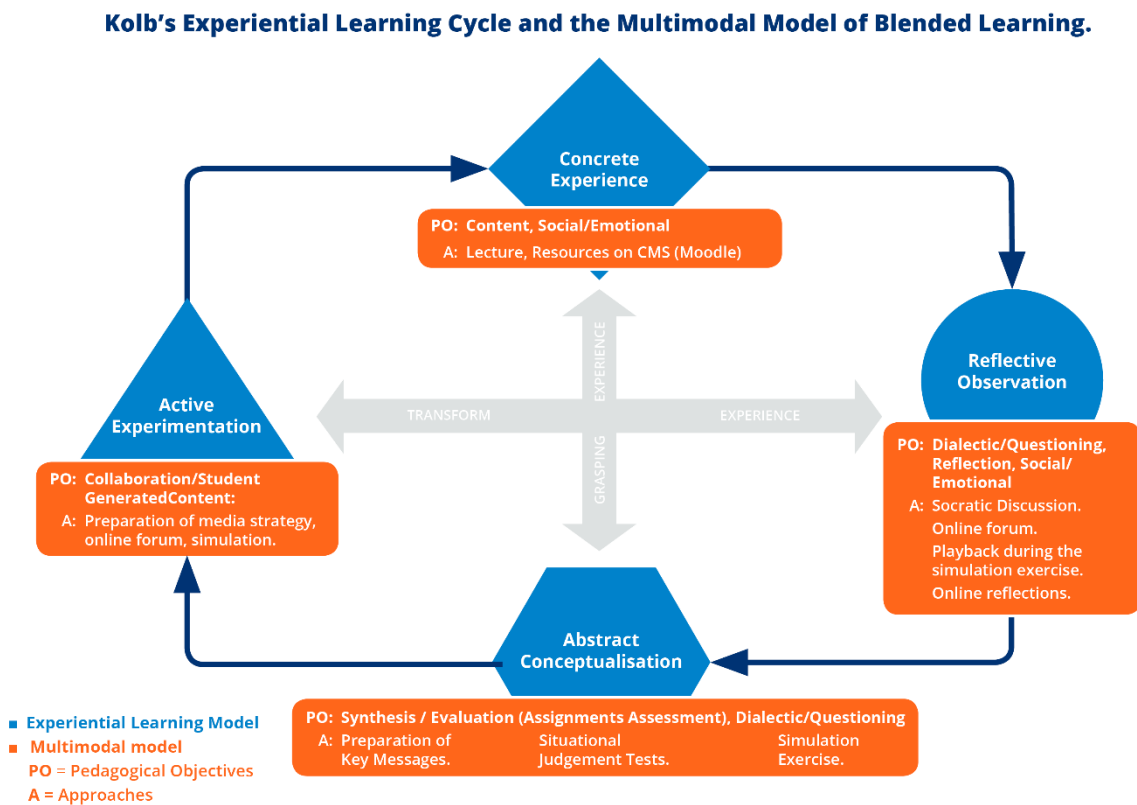 Kolb’s Experiential Learning Cycle and the Multimodal Model of Blended Learning.
Concrete
Experience
PO: Content, Social/Emotional
A: Lecture, Resources on CMS (Moodle)
Reflective
Observation
PO: Dialectic/Questioning,
Reflection, Social/
Emotional
A: Socratic Discussion.
Online forum.
Playback during the
simulation exercise.
Online reflections.
Active
Experimentation
PO: Collaboration/Student
GeneratedContent:
A: Preparation of media strategy,
online forum, simulation.
TRANSFORM
EXPERIENCE
GRASPING
EXPERIENCE
Abstract
Conceptualisation
PO: Synthesis / Evaluation (Assignments Assessment), Dialectic/Questioning
A: Preparation of
Key Messages.
Situational
Judgement Tests.
Simulation
Exercise.
Experiential Learning Model
Multimodal model
PO = Pedagogical Objectives
A = Approaches